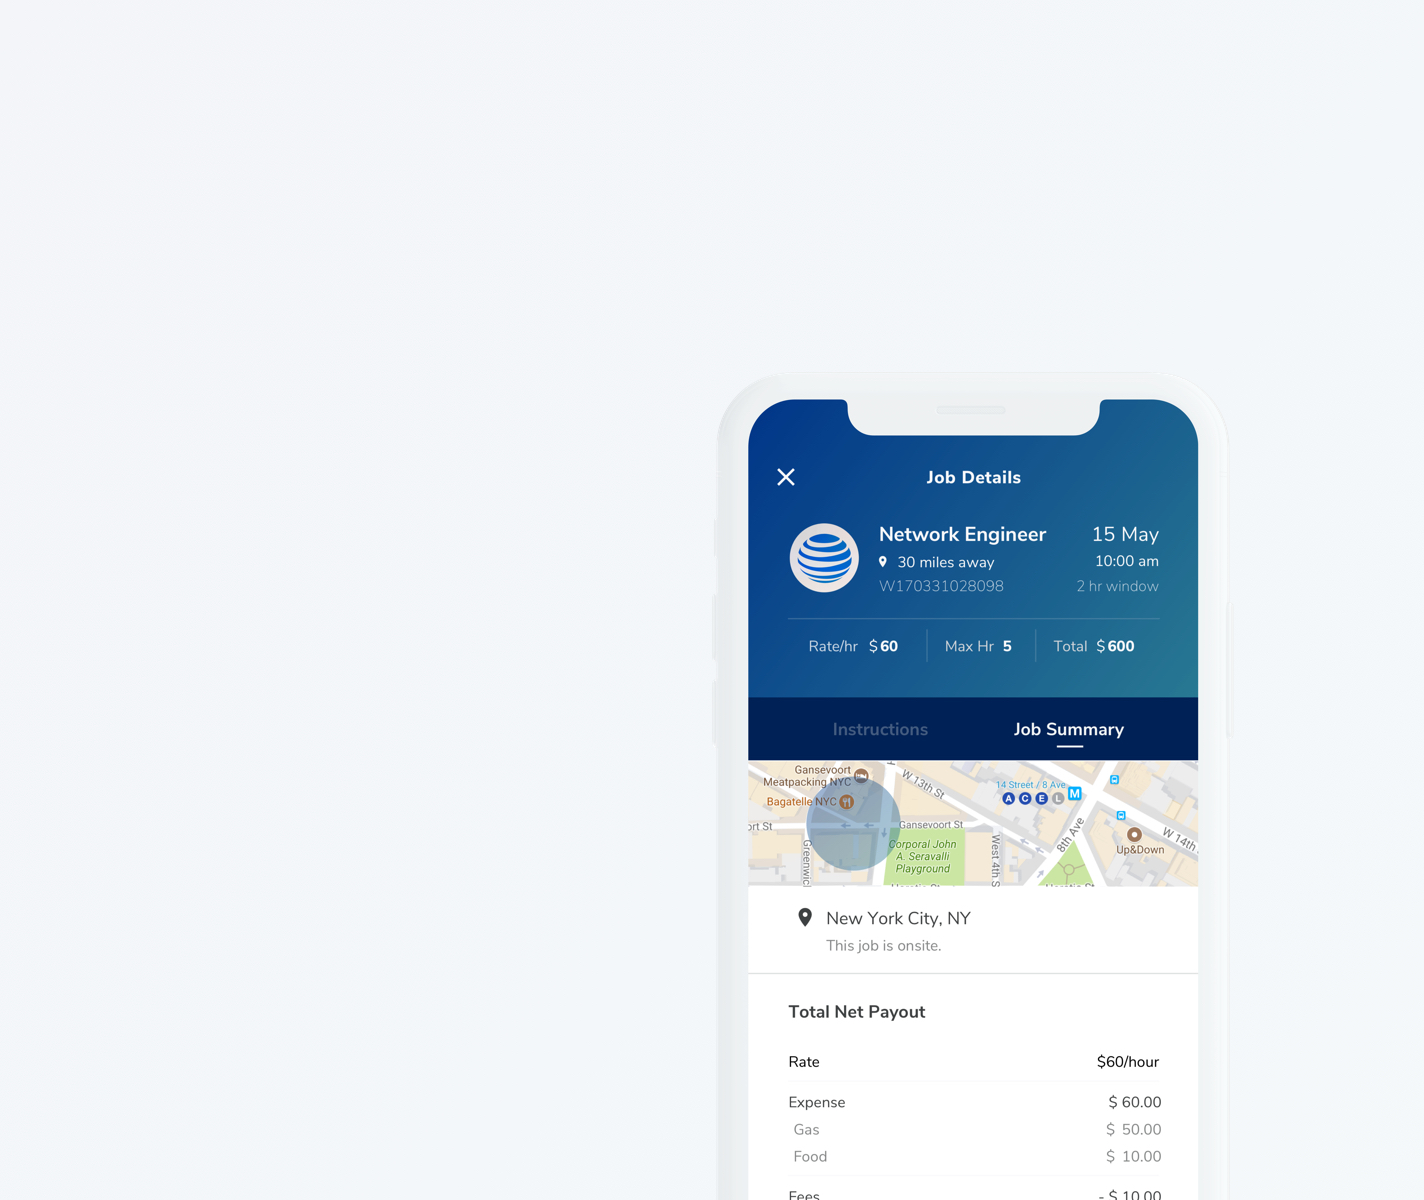 Job Details
Network Engineer
15 May
30 miles away
10:00 am
W170331028098
2 hr window
Rate/hr $60
Max Hr 5
Total $600
Instructions
Job Summary
Gansevoort
Meatpacking NYC
Bagatelle NYC
W 13th St
14 Street / 8 Ave
A C E L
M
ort St
Gansevoort St
8th Ave
W 14th
Up&Down
Corporal John
A. Seravalli
Playground
West 4th S
Greenwic
Horatio St
Horatio St
New York City, NY
This job is onsite.
Total Net Payout
Rate $60/hour
Expense $ 60.00
Gas $ 50.00
Food $ 10.00
Fees - $ 10.00